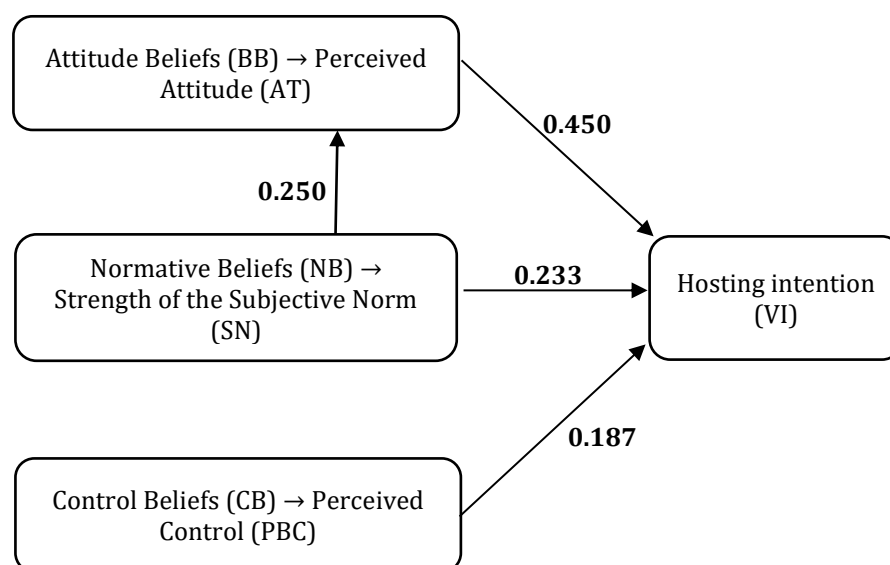 Attitude Beliefs (BB) → Perceived
Attitude (AT)
0.450
0.250
Normative Beliefs (NB) →
Strength of the Subjective Norm
(SN)
0.233
Hosting intention
(VI)
0.187
Control Beliefs (CB) → Perceived
Control (PBC)